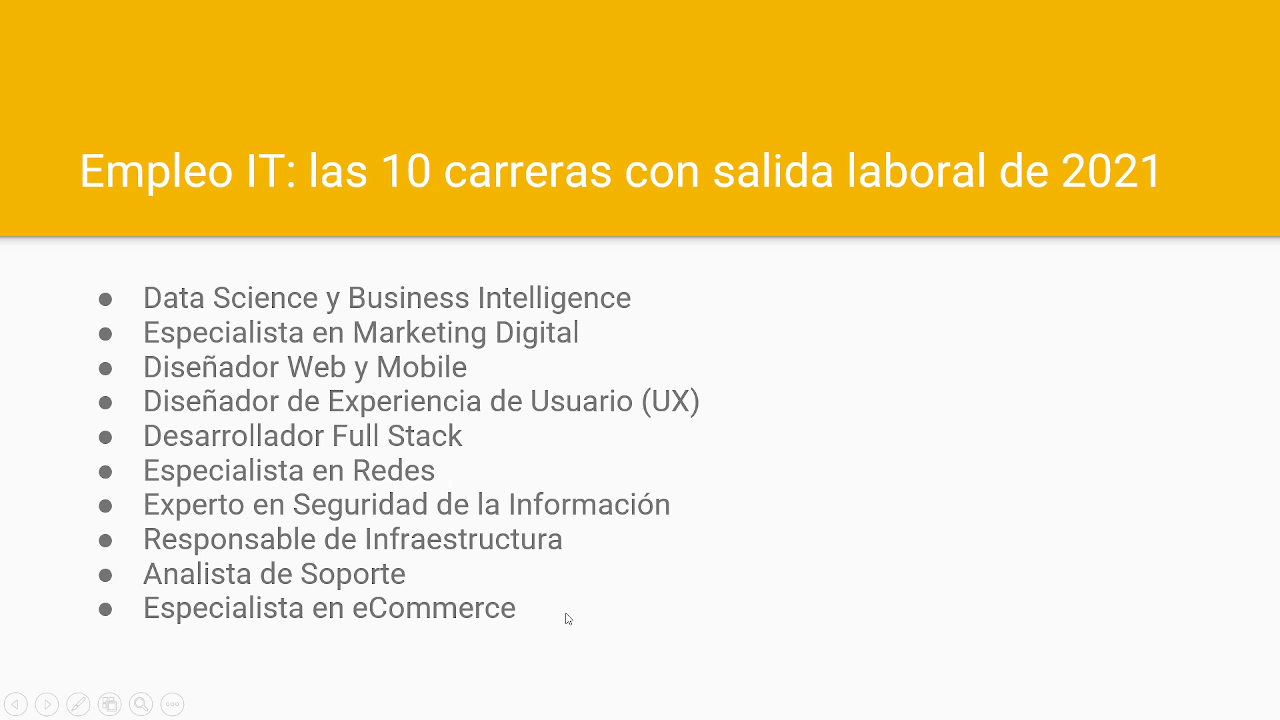 Empleo IT: las 10 carreras con salida laboral de 2021
● Data Science y Business Intelligence
● Especialista en Marketing Digital
● Diseñador Web y Mobile
● Diseñador de Experiencia de Usuario (UX)
● Desarrollador Full Stack
● Especialista en Redes
● Experto en Seguridad de la Información
● Responsable de Infraestructura
● Analista de Soporte
● Especialista en eCommerce